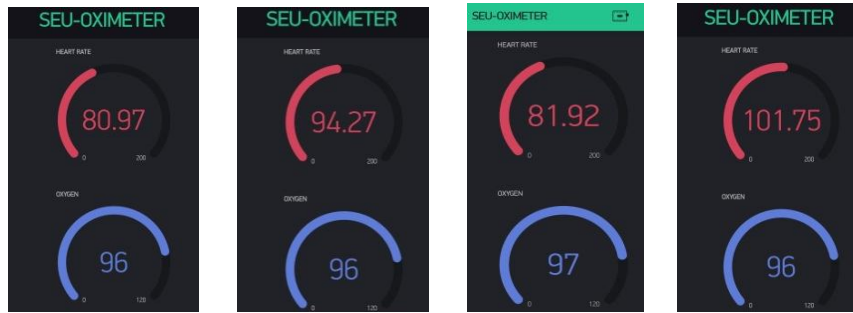 SEU-OXIMETER
HEART RATE
80.97
0 200
OXYGEN
96
0 120
SEU-OXIMETER
HEART RATE
94.27
0 200
OXYGEN
96
0 120
SEU-OXIMETER
HEART RATE
81.92
0 200
OXYGEN
97
0 120
SEU-OXIMETER
HEART RATE
101.75
0 200
OXYGEN
96
0 120